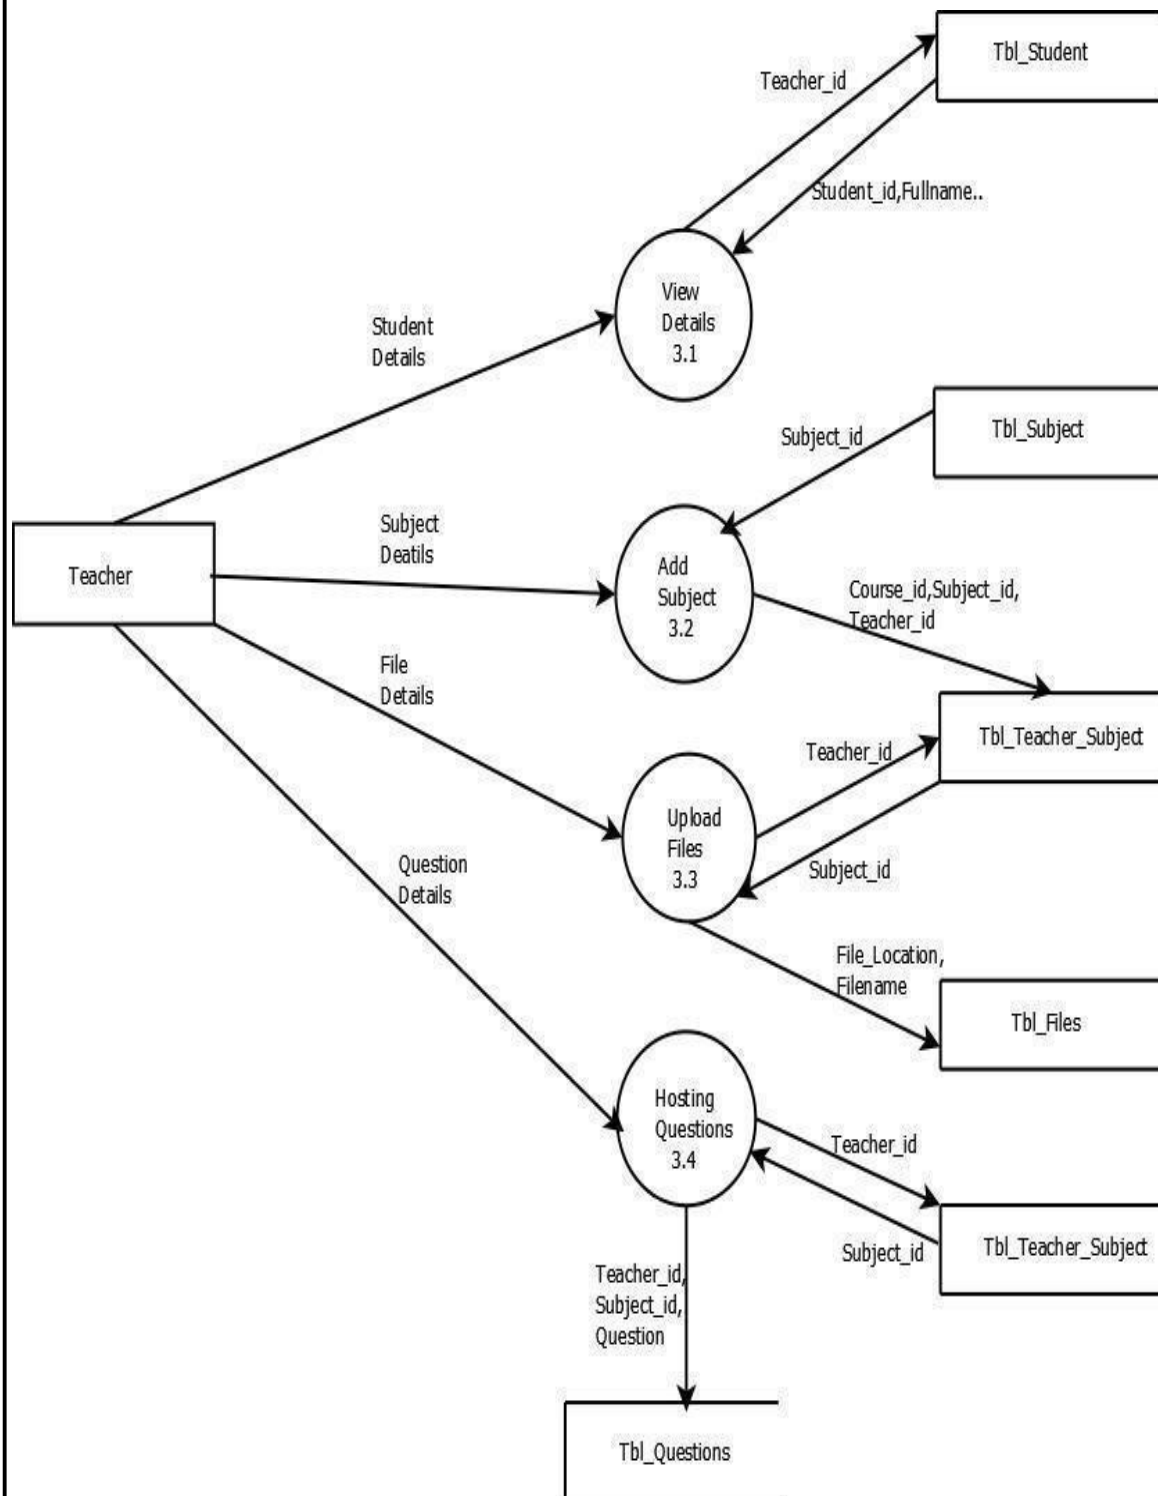 Tbl_Student
Teacher_id
Student_id,Fullname..
View
Details
3.1
Student
Details
Tbl_Subject
Subject_id
Subject
Deatils
Add
Subject
3.2
Teacher
Course_id,Subject_id,
Teacher_id
File
Details
Tbl_Teacher_Subject
Teacher_id
Upload
Files
3.3
Subject_id
Question
Details
File_Location,
Filename
Tbl_Files
Hosting
Questions
3.4
Teacher_id
Subject_id
Tbl_Teacher_Subject
Teacher_id,
Subject_id,
Question
Tbl_Questions